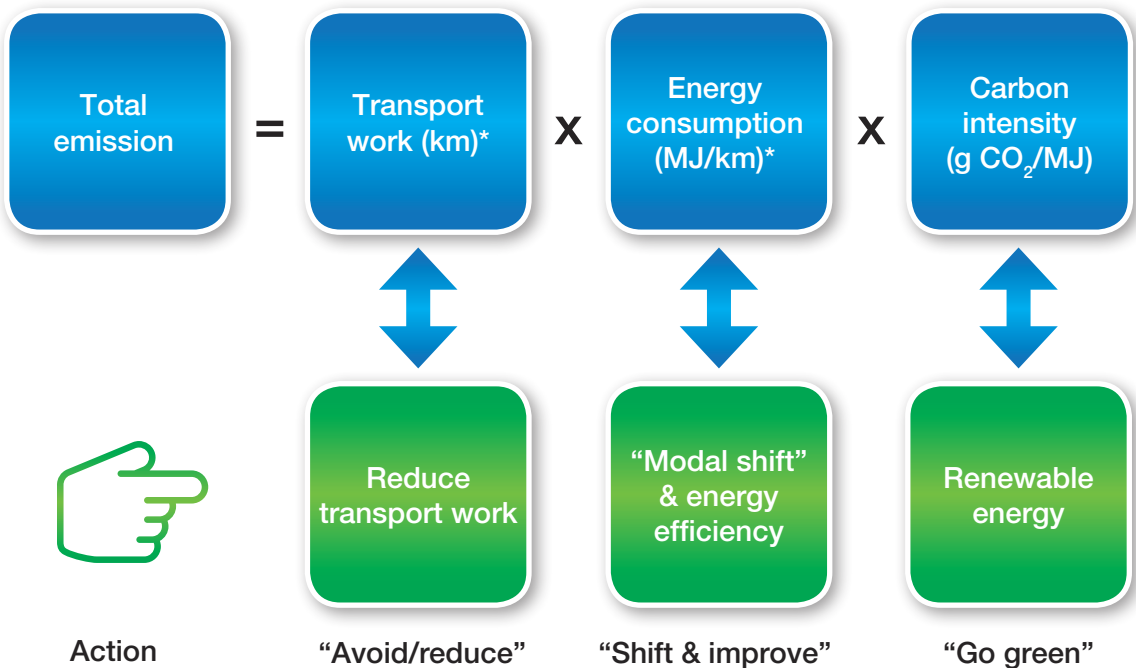 Total
emission
=
Transport
work (km)*
x
Energy
consumption
(MJ/km)*
x
Carbon
intensity
(g CO₂/MJ)
Reduce
transport work
“Modal shift”
& energy
efficiency
Renewable
energy
Action
“Avoid/reduce”
“Shift & improve”
“Go green”